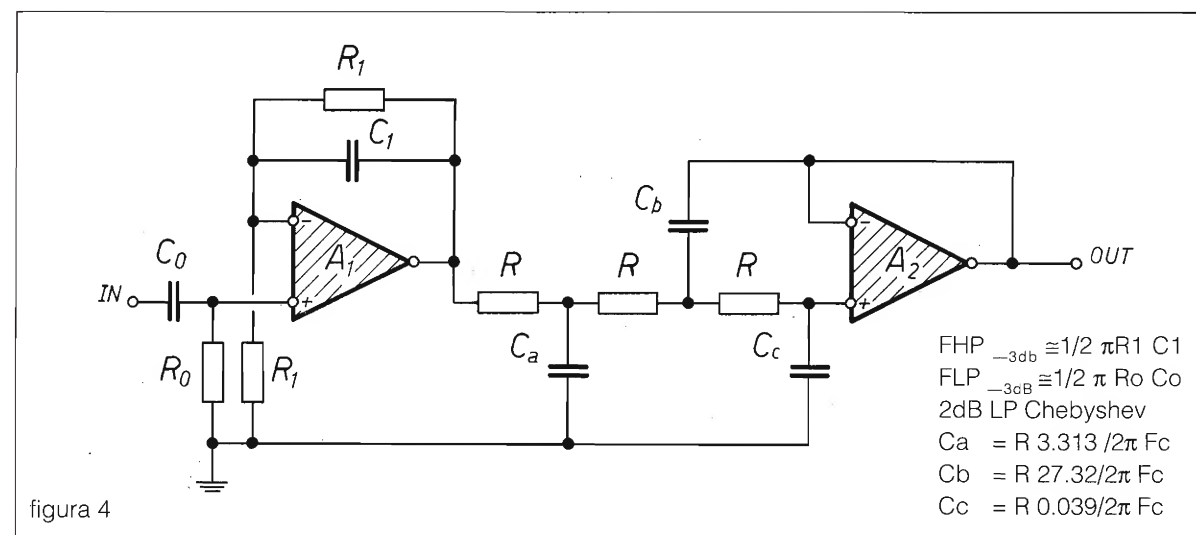 R1
C1
Cb
C0
A1
−
+
R
R
R
A2
−
+
IN
OUT
R0
R1
Ca
Cc
FHP −3db ≅1/2 πR1 C1
FLP −3dB ≅1/2 π Ro Co
2dB LP Chebyshev
Ca = R 3.313 /2π Fc
Cb = R 27.32/2π Fc
Cc = R 0.039/2π Fc
figura 4